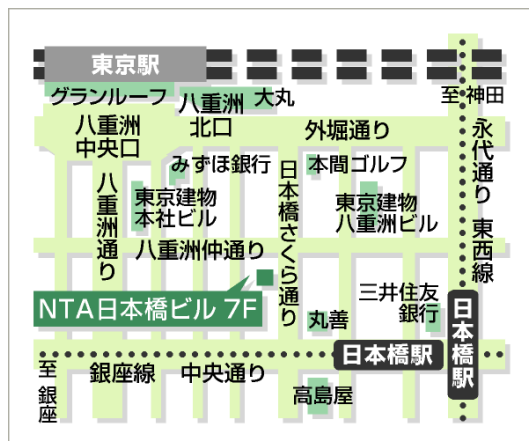 東京駅
グランルーフ
八重洲
北口
大丸
至神田
八重洲
中央口
外堀通り
永代通り
東西線
みずほ銀行
日本橋さくら通り
本間ゴルフ
八重洲通り
東京建物
本社ビル
東京建物
八重洲ビル
八重洲仲通り
NTA日本橋ビル 7F
丸善
三井住友
銀行
日本橋駅
日本橋駅
至銀座
銀座線
中央通り
高島屋